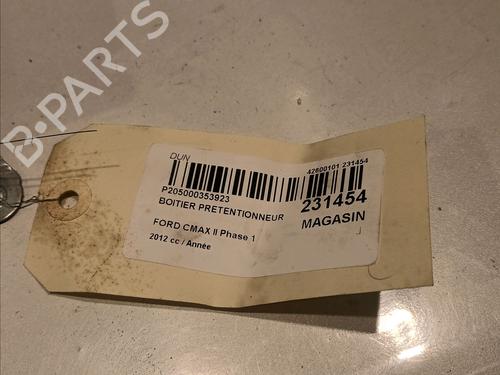 B-PARTS
DUN
42600101 231454
P205000353923
231454
BOITIER PRETENTIONNEUR
MAGASIN
FORD CMAX II Phase 1
2012 cc / Année